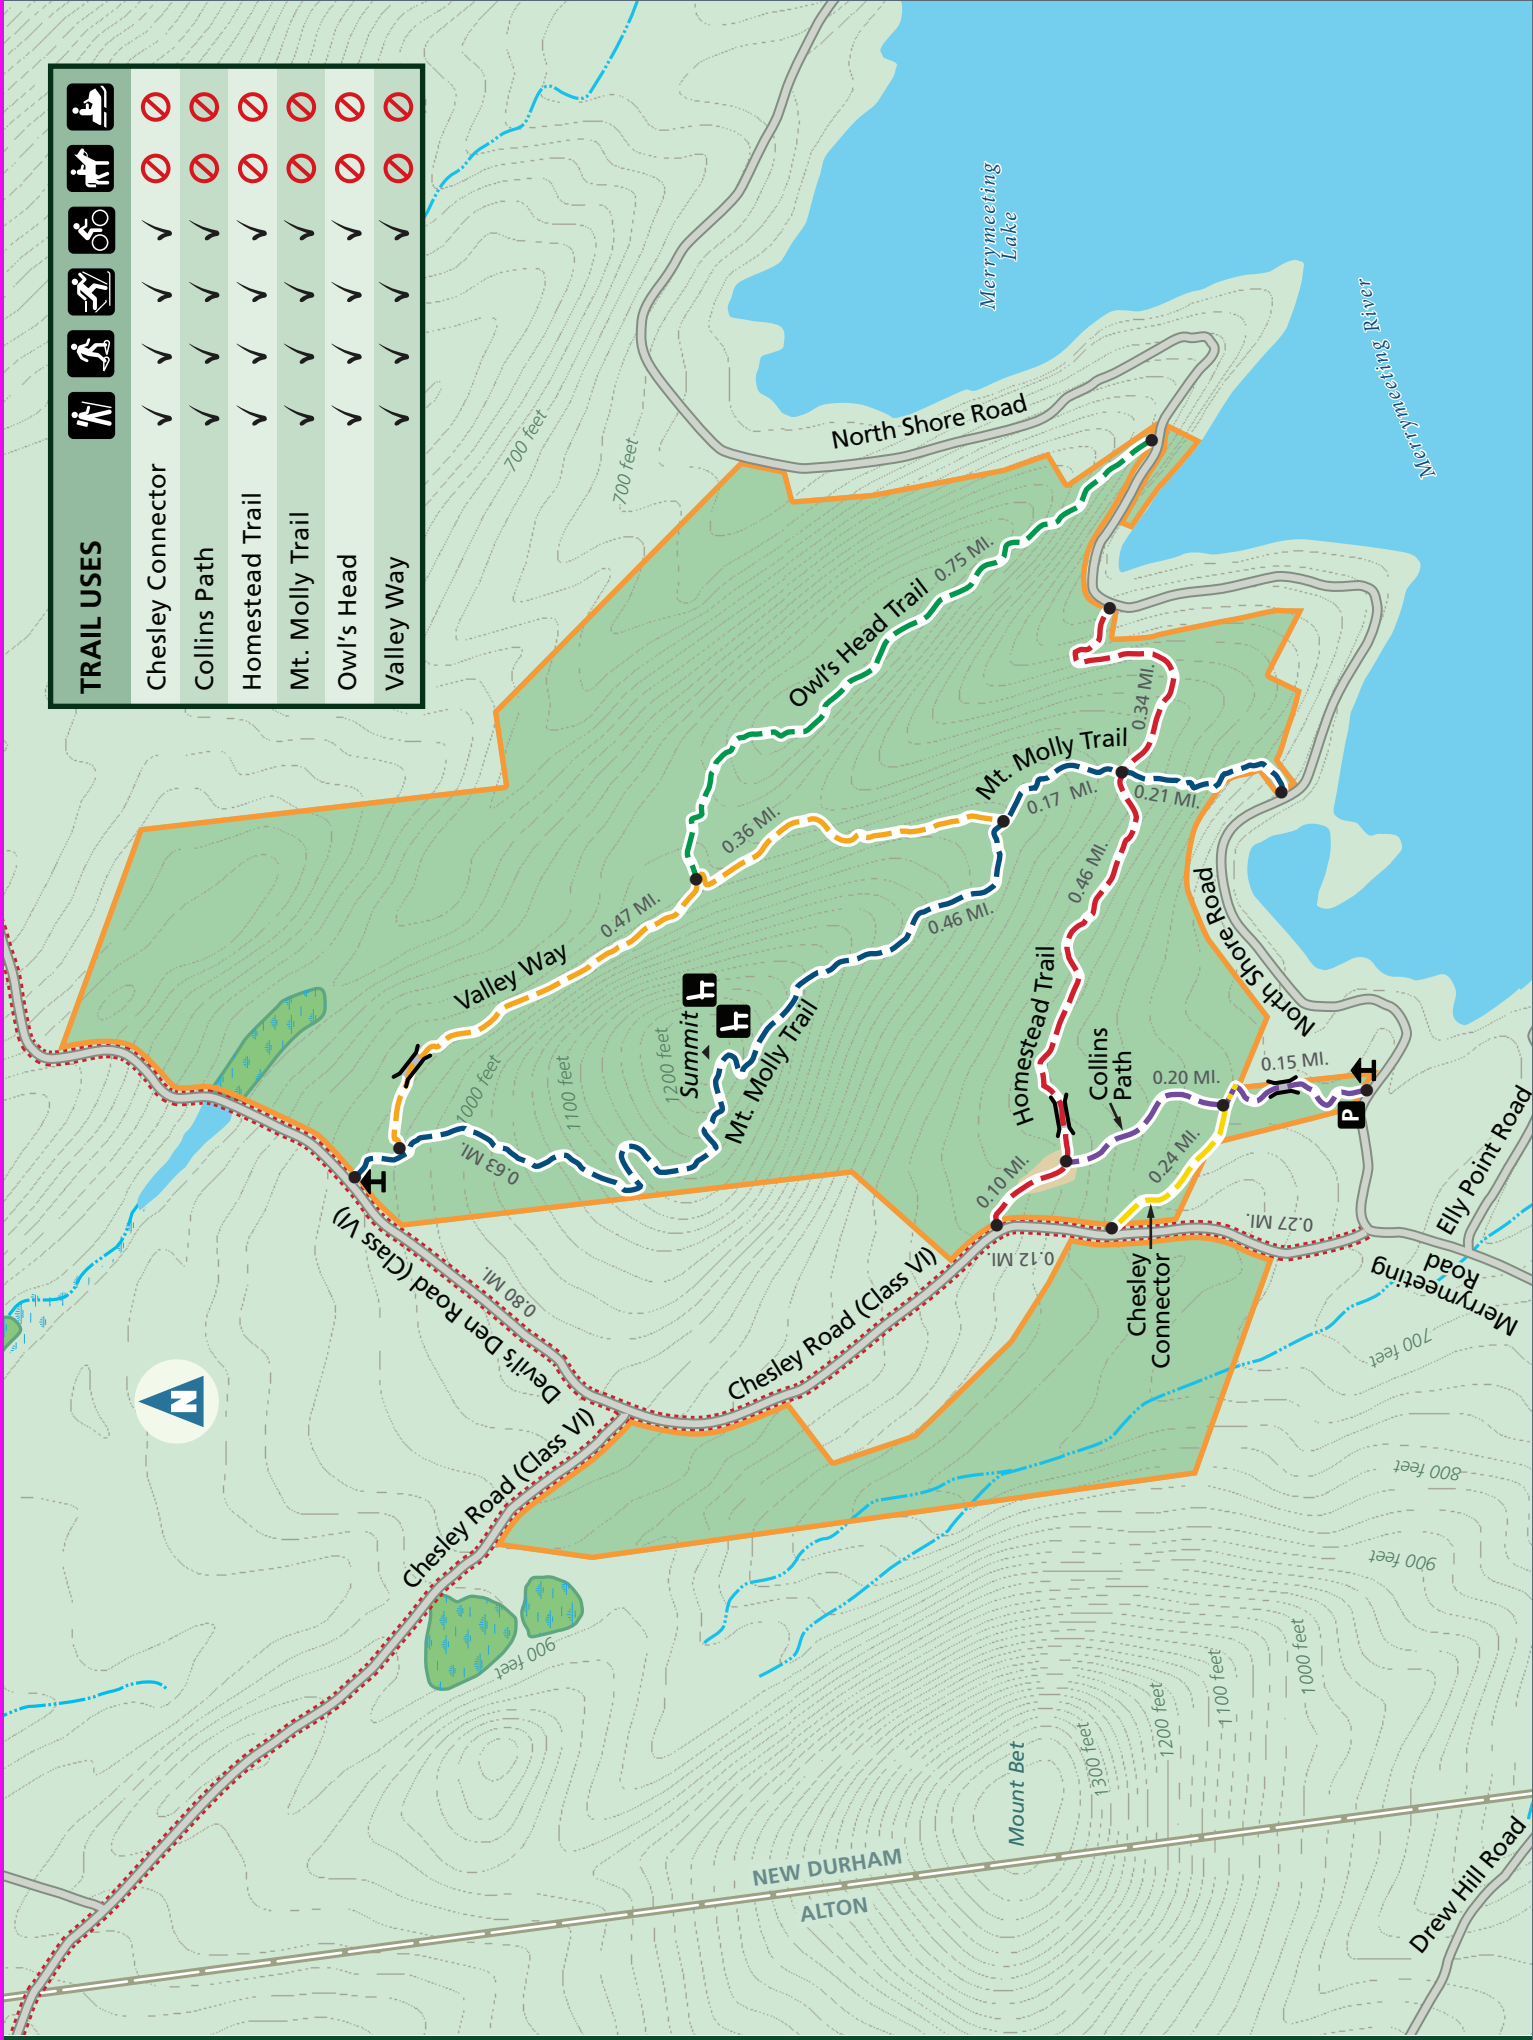 TRAIL USES
Chesley Connector
Collins Path
Homestead Trail
Mt. Molly Trail
Owl's Head
Valley Way
700 feet
700 feet
North Shore Road
Merrymeeting
Lake
Merrymeeting River
Owl's Head Trail
0.75 MI.
0.34 MI.
Mt. Molly Trail
0.17 MI.
0.21 MI.
0.36 MI.
0.47 MI.
Valley Way
0.46 MI.
0.46 MI.
Homestead Trail
North Shore Road
Summit
1200 feet
1100 feet
1000 feet
Mt. Molly Trail
0.63 MI.
Collins
Path
0.20 MI.
0.15 MI.
P
0.10 MI.
0.24 MI.
0.12 MI.
0.27 MI.
Chesley
Connector
Devil's Den Road (Class VI)
0.80 MI.
Chesley Road (Class VI)
Chesley Road (Class VI)
N
Merrymeeting
Road
Elly Point Road
700 feet
800 feet
900 feet
900 feet
1000 feet
1100 feet
1200 feet
1300 feet
Mount Bet
NEW DURHAM
ALTON
Drew Hill Road